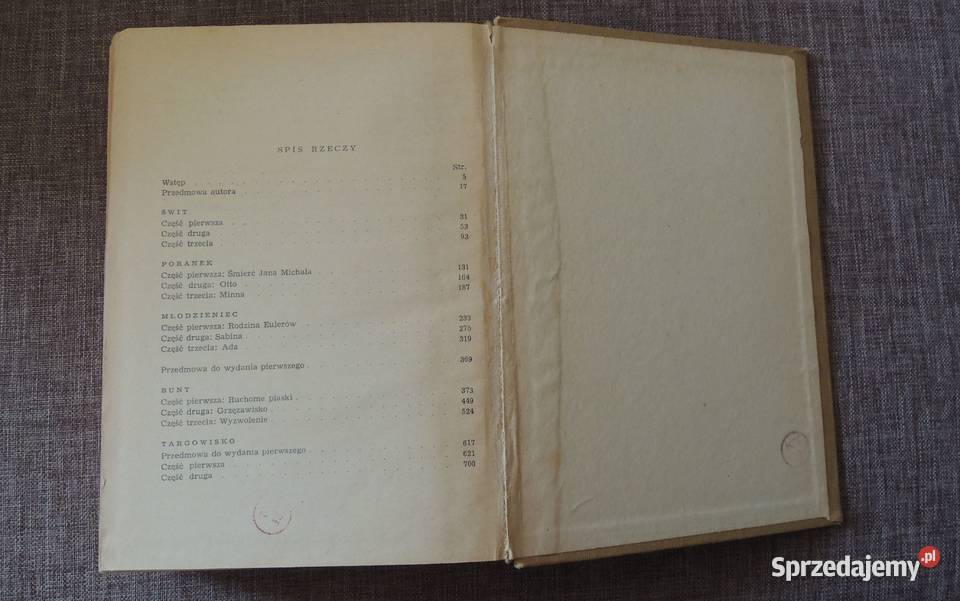 SPIS RZECZY
Str.
Wstęp . . . 5
Przedmowa autora . . . 17
ŚWIT
Część pierwsza . . . 31
Część druga . . . 53
Część trzecia . . . 93
PORANEK
Część pierwsza: Śmierć Jana Michała . . . 131
Część druga: Otto . . . 164
Część trzecia: Minna . . . 187
MŁODZIENIEC
Część pierwsza: Rodzina Eulerów . . . 233
Część druga: Sabina . . . 275
Część trzecia: Ada . . . 319
Przedmowa do wydania pierwszego . . . 369
BUNT
Część pierwsza: Ruchome piaski . . . 373
Część druga: Grzęzawisko . . . 449
Część trzecia: Wyzwolenie . . . 524
TARGOWISKO
Przedmowa do wydania pierwszego . . . 617
Część pierwsza . . . 621
Część druga . . . 700
Sprzedajemy.pl